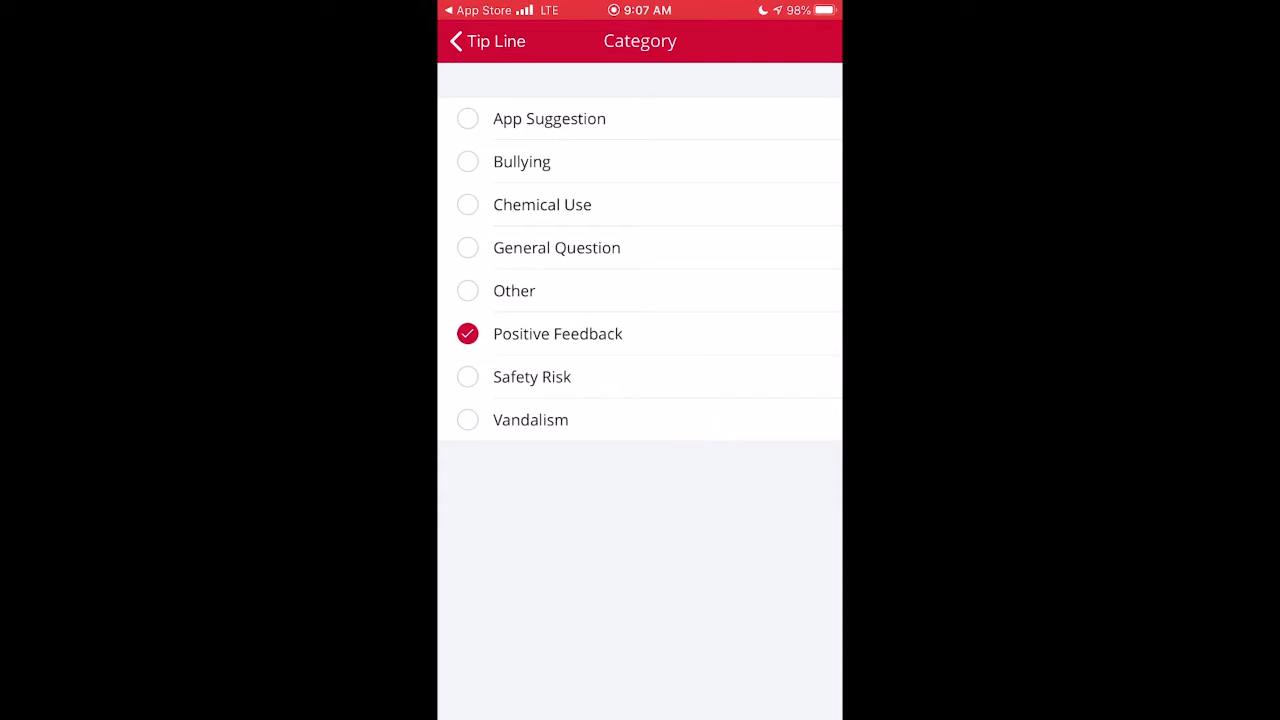 App Store LTE 9:07 AM 98%
Tip Line Category
App Suggestion
Bullying
Chemical Use
General Question
Other
Positive Feedback
Safety Risk
Vandalism